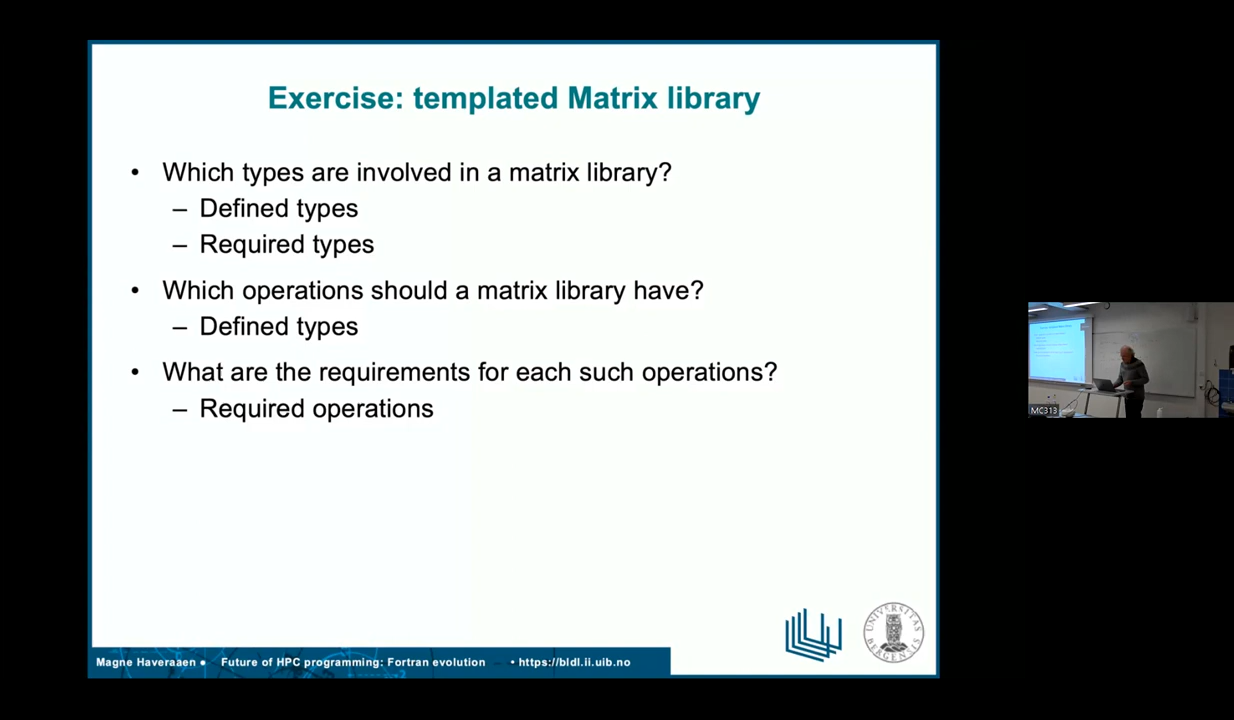 Exercise: templated Matrix library
• Which types are involved in a matrix library?
– Defined types
– Required types
• Which operations should a matrix library have?
– Defined types
• What are the requirements for each such operations?
– Required operations
UNIVERSITAS BERGENSIS
Magne Haveraaen ● Future of HPC programming: Fortran evolution • https://bldl.ii.uib.no
MC313